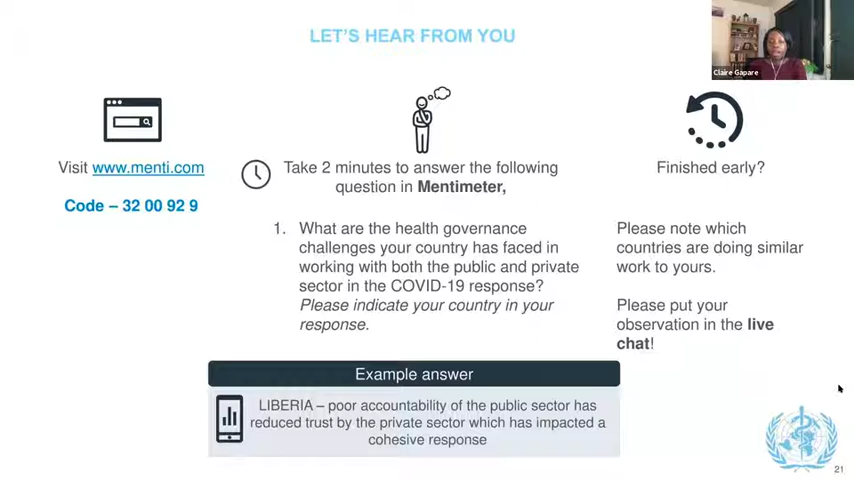 LET'S HEAR FROM YOU
Claire Gapare
Visit www.menti.com
Code – 32 00 92 9
Take 2 minutes to answer the following
question in Mentimeter,
1. What are the health governance
challenges your country has faced in
working with both the public and private
sector in the COVID-19 response?
Please indicate your country in your
response.
Finished early?
Please note which
countries are doing similar
work to yours.
Please put your
observation in the live
chat!
Example answer
LIBERIA – poor accountability of the public sector has
reduced trust by the private sector which has impacted a
cohesive response
21